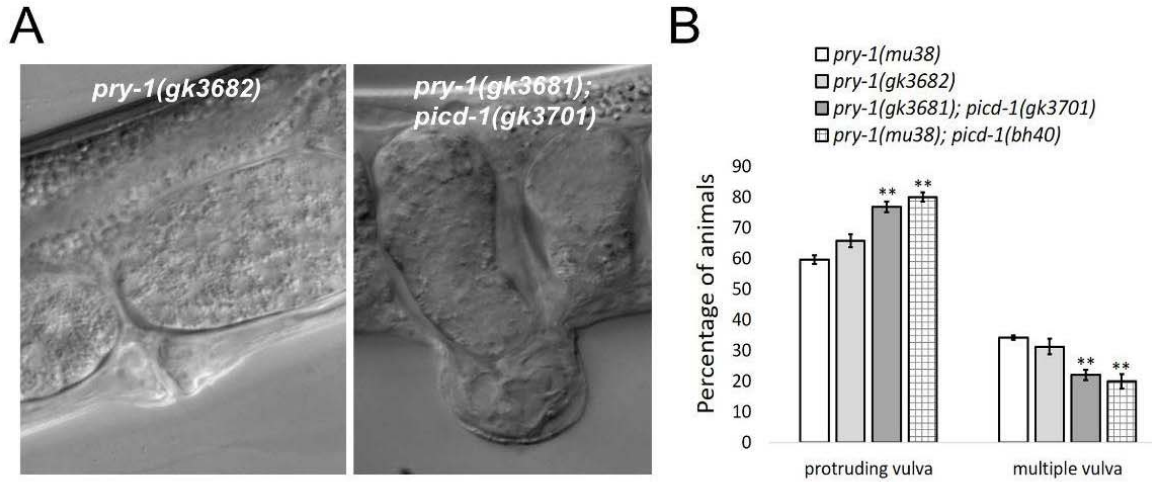 A
pry-1(gk3682)
pry-1(gk3681);
picd-1(gk3701)
B
pry-1(mu38)
pry-1(gk3682)
pry-1(gk3681); picd-1(gk3701)
pry-1(mu38); picd-1(bh40)
Percentage of animals
90
80
70
60
50
40
30
20
10
0
** **
** **
protruding vulva
multiple vulva